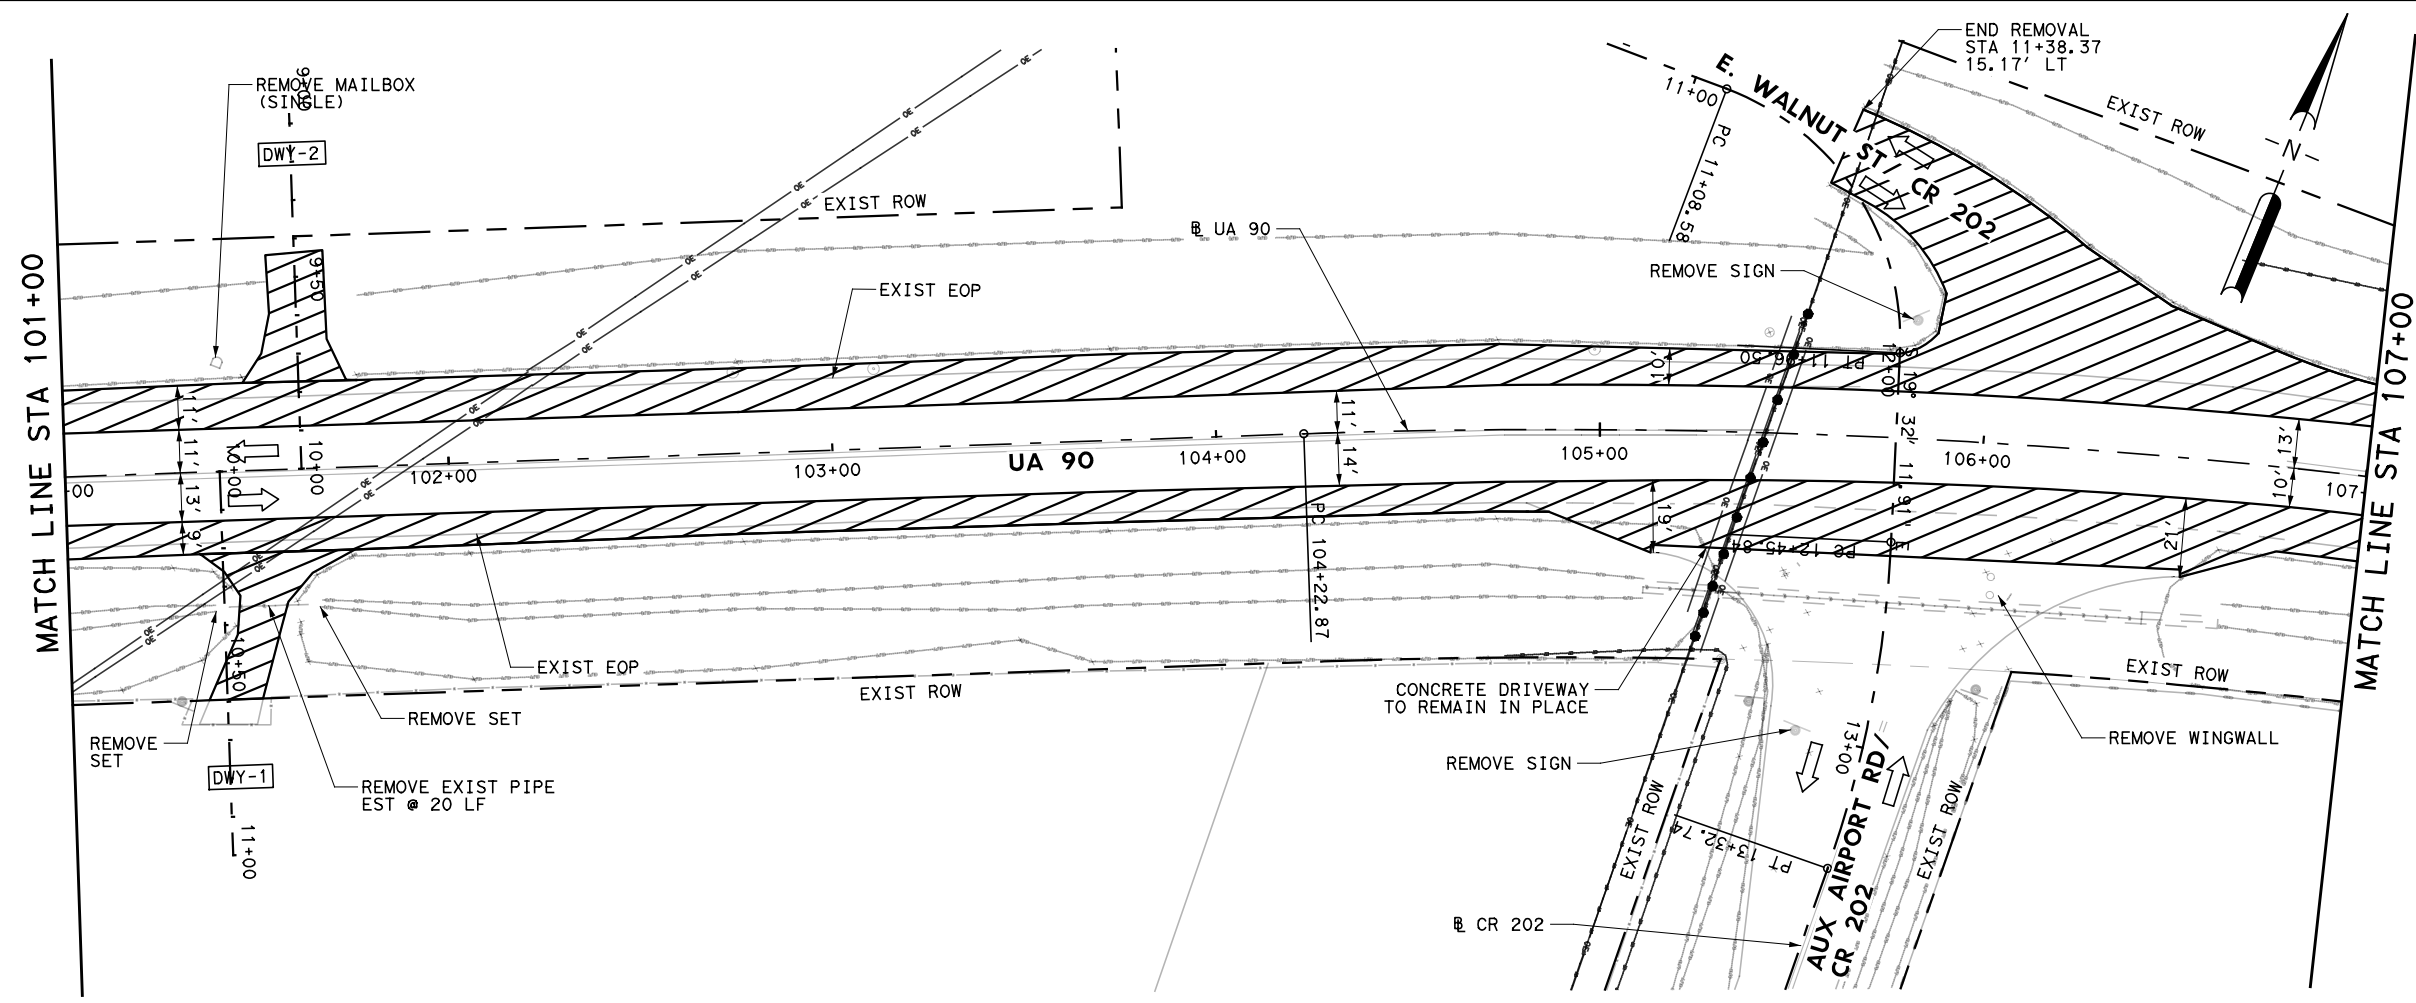 END REMOVAL
STA 11+38.37
15.17' LT
E. WALNUT ST/ CR 202
11+00
PC 11+08.58
EXIST ROW
N
9+00
REMOVE MAILBOX
(SINGLE)
DWY-2
EXIST ROW
℄ UA 90
REMOVE SIGN
9+50
EXIST EOP
MATCH LINE STA 101+00
MATCH LINE STA 107+00
PT 11+96.50
12+00
10'
S 19° 32' 11.91" E
11'
11'
13'
9'
10+00
10+00
00
102+00
103+00
UA 90
104+00
105+00
106+00
107+
11'
14'
13'
10'
19'
21'
PC 104+22.87
PC 12+45.84
OE
10+50
EXIST EOP
EXIST ROW
REMOVE SET
REMOVE
SET
DWY-1
REMOVE EXIST PIPE
EST @ 20 LF
11+00
CONCRETE DRIVEWAY
TO REMAIN IN PLACE
REMOVE SIGN
EXIST ROW
REMOVE WINGWALL
13+00
PT 13+32.74
EXIST ROW
EXIST ROW
AUX AIRPORT RD/
CR 202
℄ CR 202